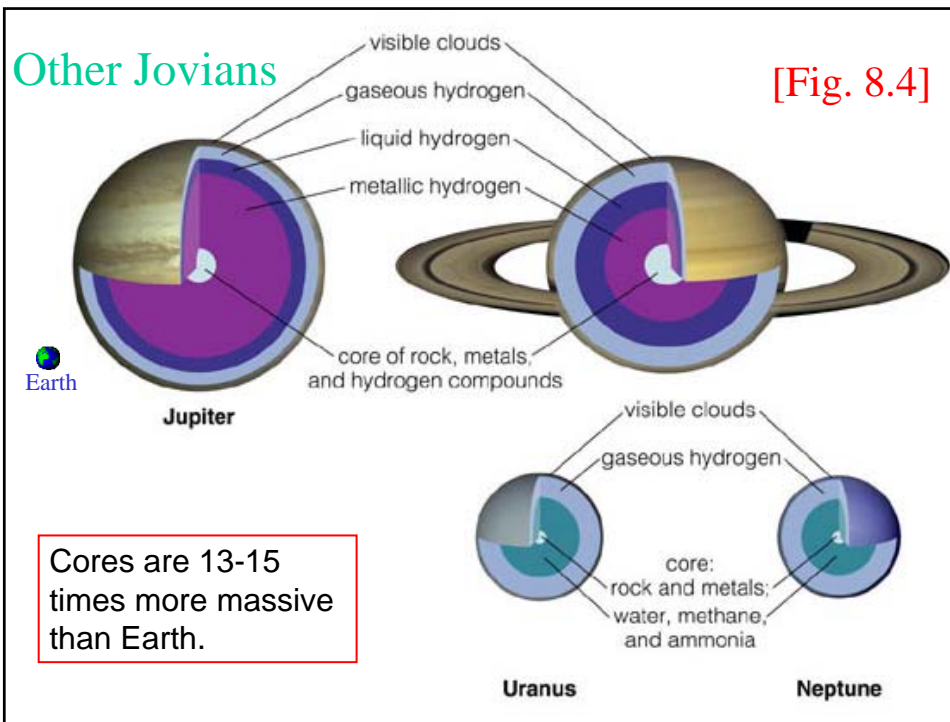 Other Jovians
[Fig. 8.4]
visible clouds
gaseous hydrogen
liquid hydrogen
metallic hydrogen
core of rock, metals,
and hydrogen compounds
Earth
Jupiter
visible clouds
gaseous hydrogen
core:
rock and metals;
water, methane,
and ammonia
Cores are 13-15
times more massive
than Earth.
Uranus
Neptune